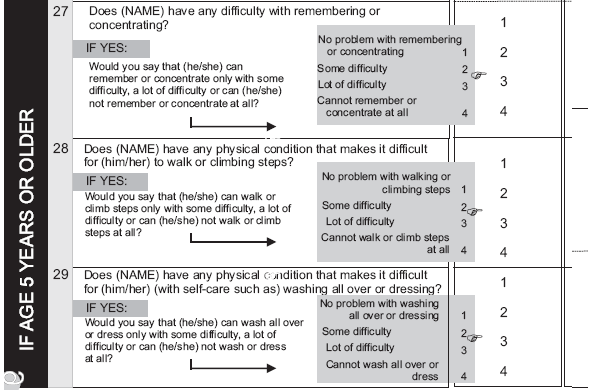 IF AGE 5 YEARS OR OLDER
27
Does (NAME) have any difficulty with remembering or
concentrating?
IF YES:
Would you say that (he/she) can
remember or concentrate only with some
difficulty, a lot of difficulty or can (he/she)
not remember or concentrate at all?
No problem with remembering
or concentrating 1
Some difficulty 2
Lot of difficulty 3
Cannot remember or
concentrate at all 4
1
2
3
4
28
Does (NAME) have any physical condition that makes it difficult
for (him/her) to walk or climbing steps?
IF YES:
Would you say that (he/she) can walk or
climb steps only with some difficulty, a lot of
difficulty or can (he/she) not walk or climb
steps at all?
No problem with walking or
climbing steps 1
Some difficulty 2
Lot of difficulty 3
Cannot walk or climb steps
at all 4
1
2
3
4
29
Does (NAME) have any physical condition that makes it difficult
for (him/her) (with self-care such as) washing all over or dressing?
IF YES:
Would you say that (he/she) can wash all over
or dress only with some difficulty, a lot of
difficulty or can (he/she) not wash or dress
at all?
No problem with washing
all over or dressing 1
Some difficulty 2
Lot of difficulty 3
Cannot wash all over or
dress 4
1
2
3
4